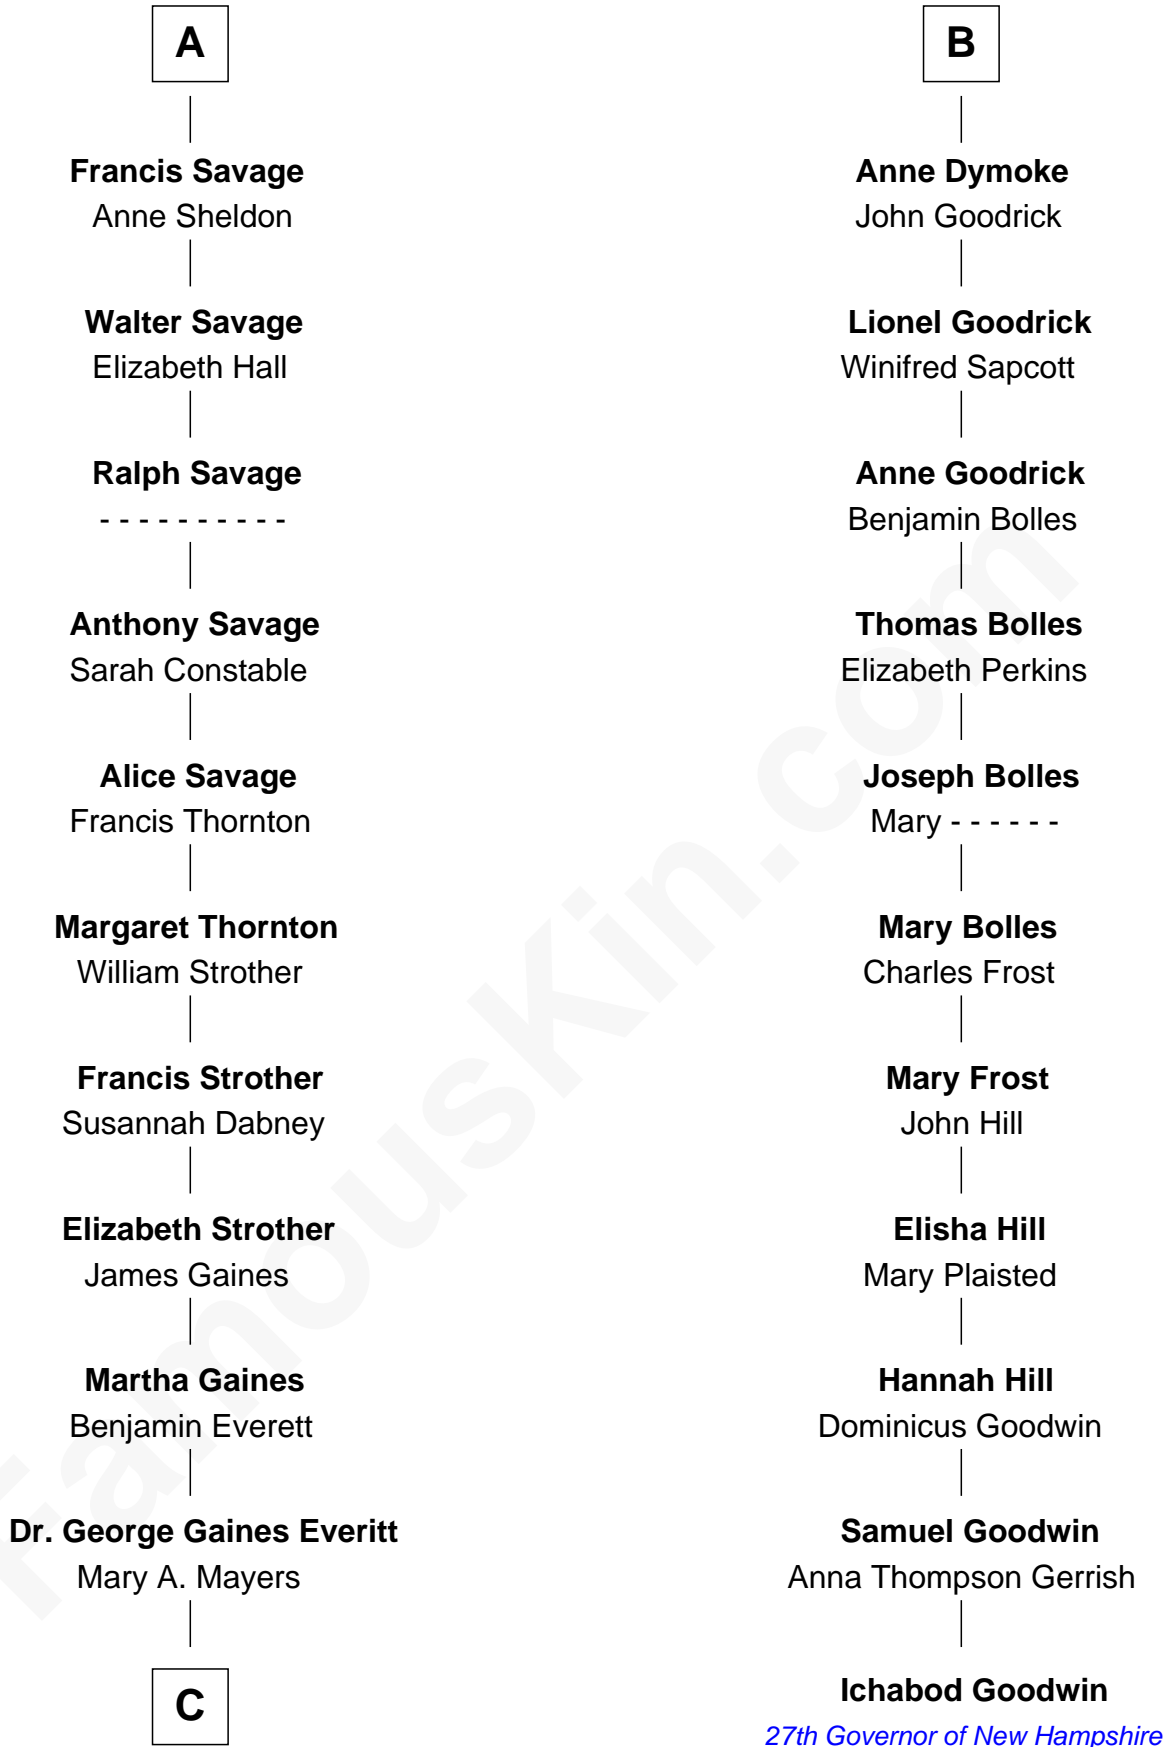 A
Francis Savage
Anne Sheldon
Walter Savage
Elizabeth Hall
Ralph Savage
- - - - - - - - - -
Anthony Savage
Sarah Constable
Alice Savage
Francis Thornton
Margaret Thornton
William Strother
Francis Strother
Susannah Dabney
Elizabeth Strother
James Gaines
Martha Gaines
Benjamin Everett
Dr. George Gaines Everitt
Mary A. Mayers
C
B
Anne Dymoke
John Goodrick
Lionel Goodrick
Winifred Sapcott
Anne Goodrick
Benjamin Bolles
Thomas Bolles
Elizabeth Perkins
Joseph Bolles
Mary - - - - - -
Mary Bolles
Charles Frost
Mary Frost
John Hill
Elisha Hill
Mary Plaisted
Hannah Hill
Dominicus Goodwin
Samuel Goodwin
Anna Thompson Gerrish
Ichabod Goodwin
27th Governor of New Hampshire
FamousKin.com